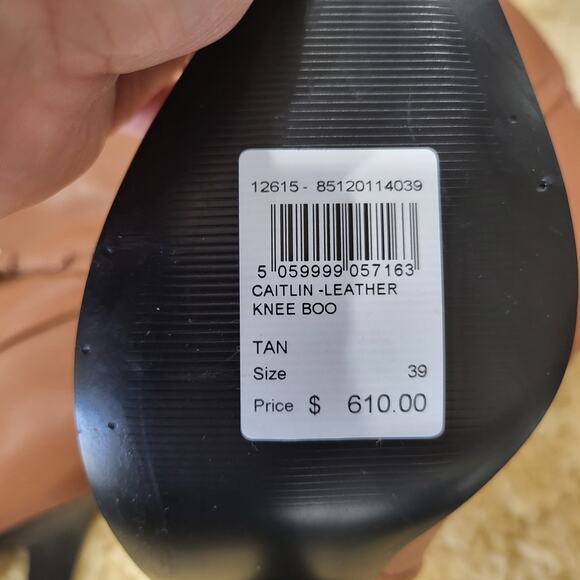 12615 - 85120114039
5 059999 057163
CAITLIN -LEATHER
KNEE BOO
TAN
Size 39
Price $ 610.00